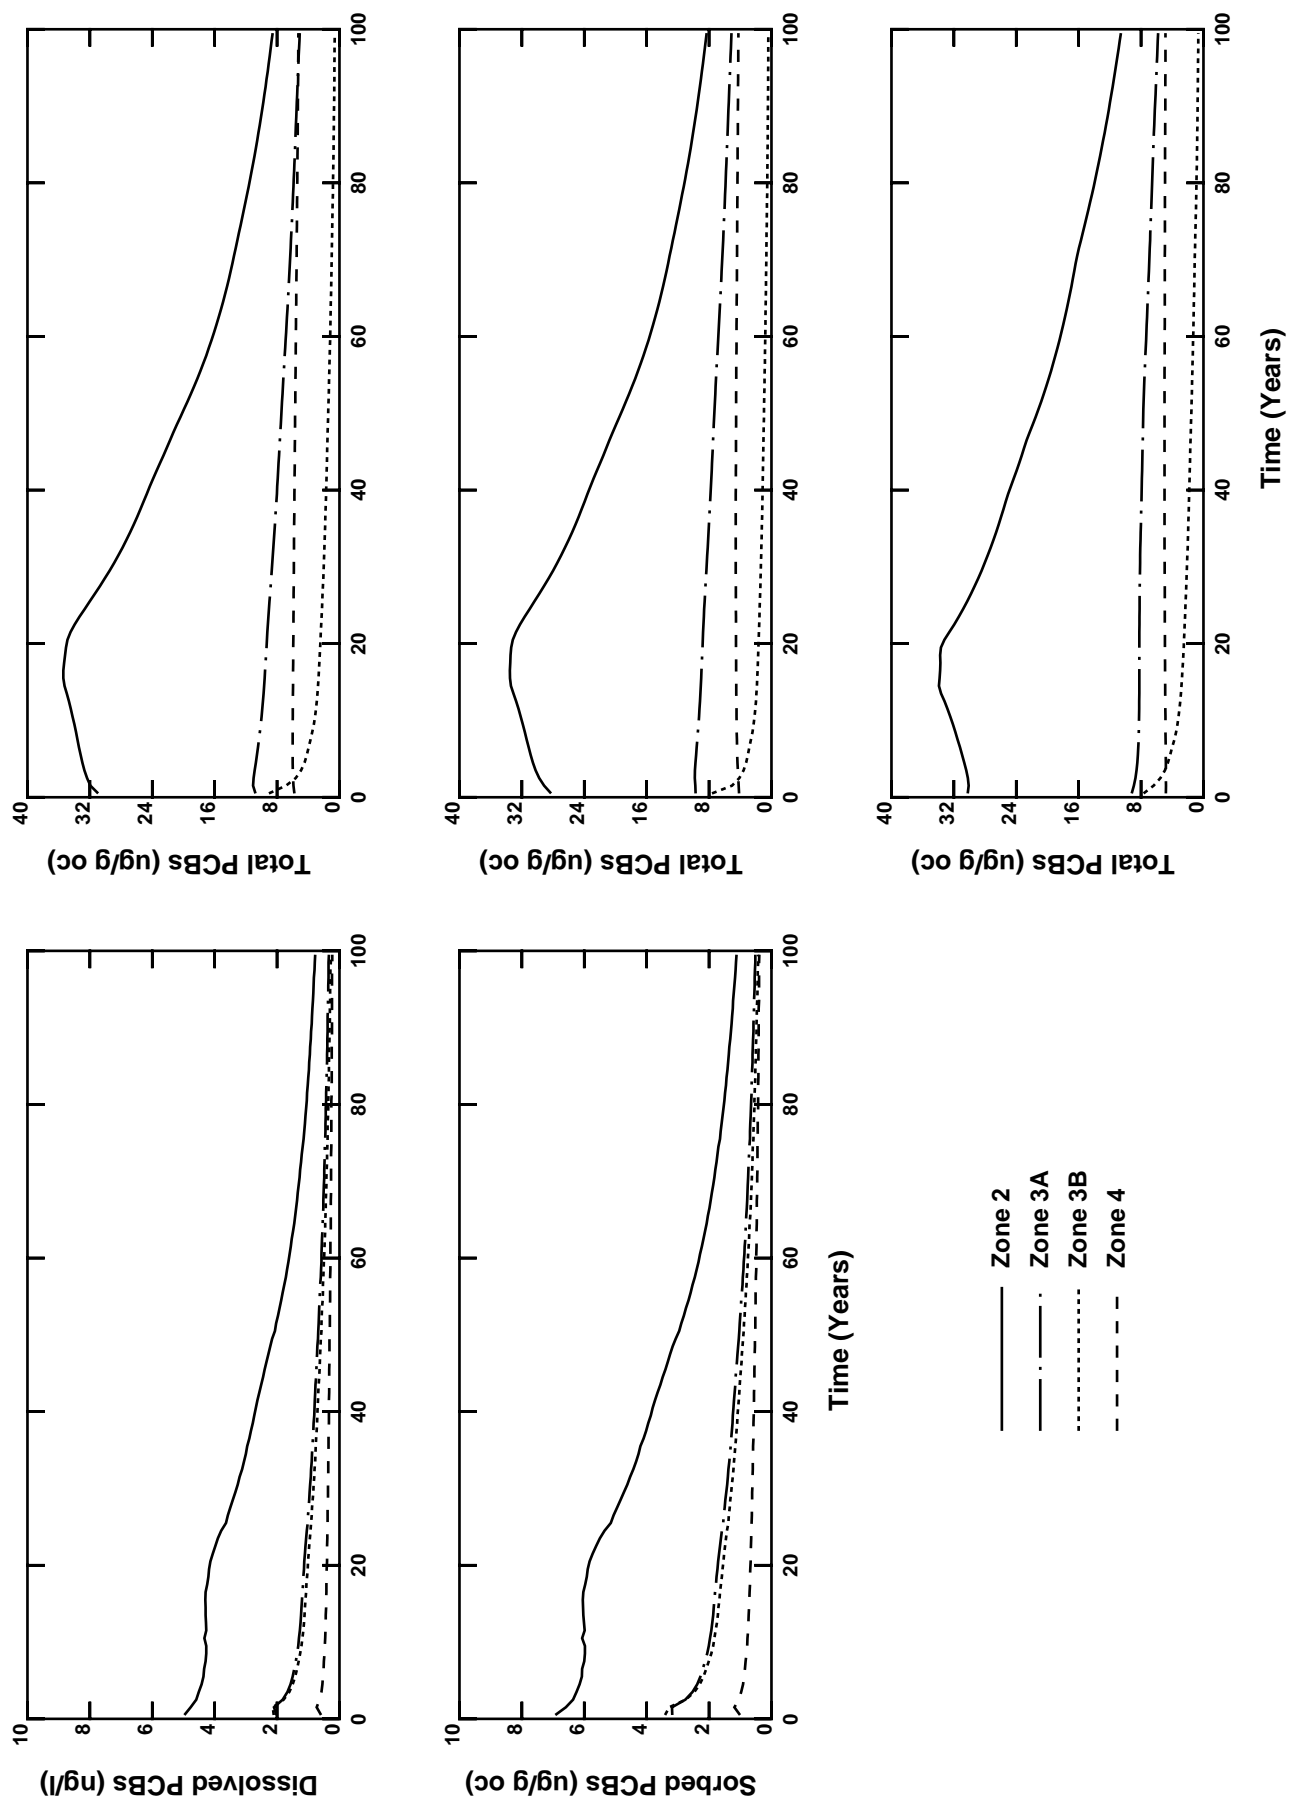 Dissolved PCBs (ng/l)
10
8
6
4
2
0
0 20 40 60 80 100
Total PCBs (ug/g oc)
40
32
24
16
8
0
0 20 40 60 80 100
Sorbed PCBs (ug/g oc)
10
8
6
4
2
0
0 20 40 60 80 100
Time (Years)
Total PCBs (ug/g oc)
40
32
24
16
8
0
0 20 40 60 80 100
Zone 2
Zone 3A
Zone 3B
Zone 4
Total PCBs (ug/g oc)
40
32
24
16
8
0
0 20 40 60 80 100
Time (Years)